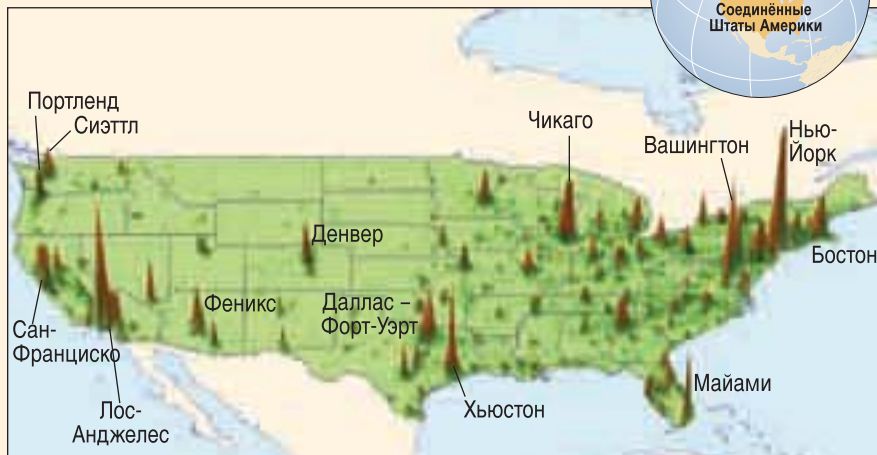 Соединённые
Штаты Америки
Портленд
Сиэттл
Чикаго
Вашингтон
Нью-
Йорк
Денвер
Бостон
Феникс
Даллас –
Форт-Уэрт
Сан-
Франциско
Лос-
Анджелес
Хьюстон
Майами